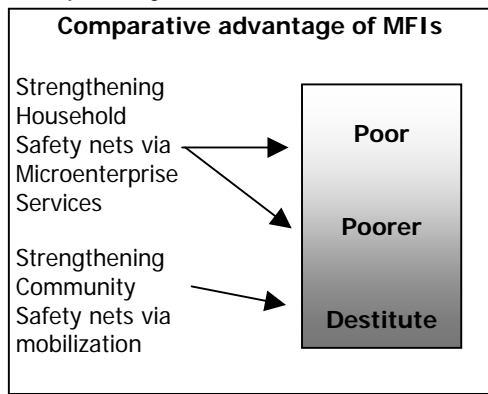 Comparative advantage of MFIs
Strengthening
Household
Safety nets via
Microenterprise
Services
Strengthening
Community
Safety nets via
mobilization
Poor
Poorer
Destitute